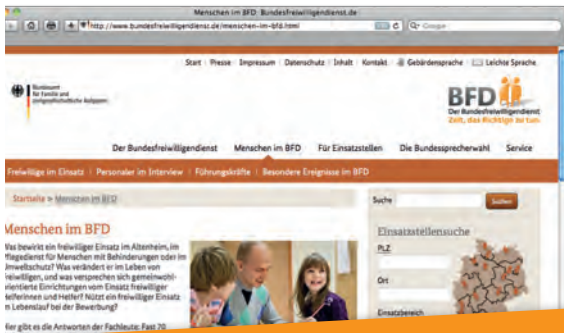 Menschen im BFD: Bundesfreiwilligendienst.de
http://www.bundesfreiwilligendienst.de/menschen-im-bfd.html
C
Google
Start Presse Impressum Datenschutz Inhalt Kontakt Gebärdensprache Leichte Sprache
Bundesamt
für Familie und
zivilgesellschaftliche Aufgaben
BFD
Der Bundesfreiwilligendienst
Zeit, das Richtige zu tun.
Der Bundesfreiwilligendienst Menschen im BFD Für Einsatzstellen Die Bundessprecherwahl Service
Freiwillige im Einsatz Personaler im Interview Führungskräfte Besondere Ereignisse im BFD
Startseite » Menschen im BFD
Suche
Suchen
Menschen im BFD
Was bewirkt ein freiwilliger Einsatz im Altenheim, im
Pflegedienst für Menschen mit Behinderungen oder im
Umweltschutz? Was verändert er im Leben von
Freiwilligen, und was versprechen sich gemeinwohl-
orientierte Einrichtungen vom Einsatz freiwilliger
Helferinnen und Helfer? Nützt ein freiwilliger Einsatz
im Lebenslauf bei der Bewerbung?
Hier gibt es die Antworten der Fachleute: Fast 70
Einsatzstellensuche
PLZ
Ort
Einsatzbereich